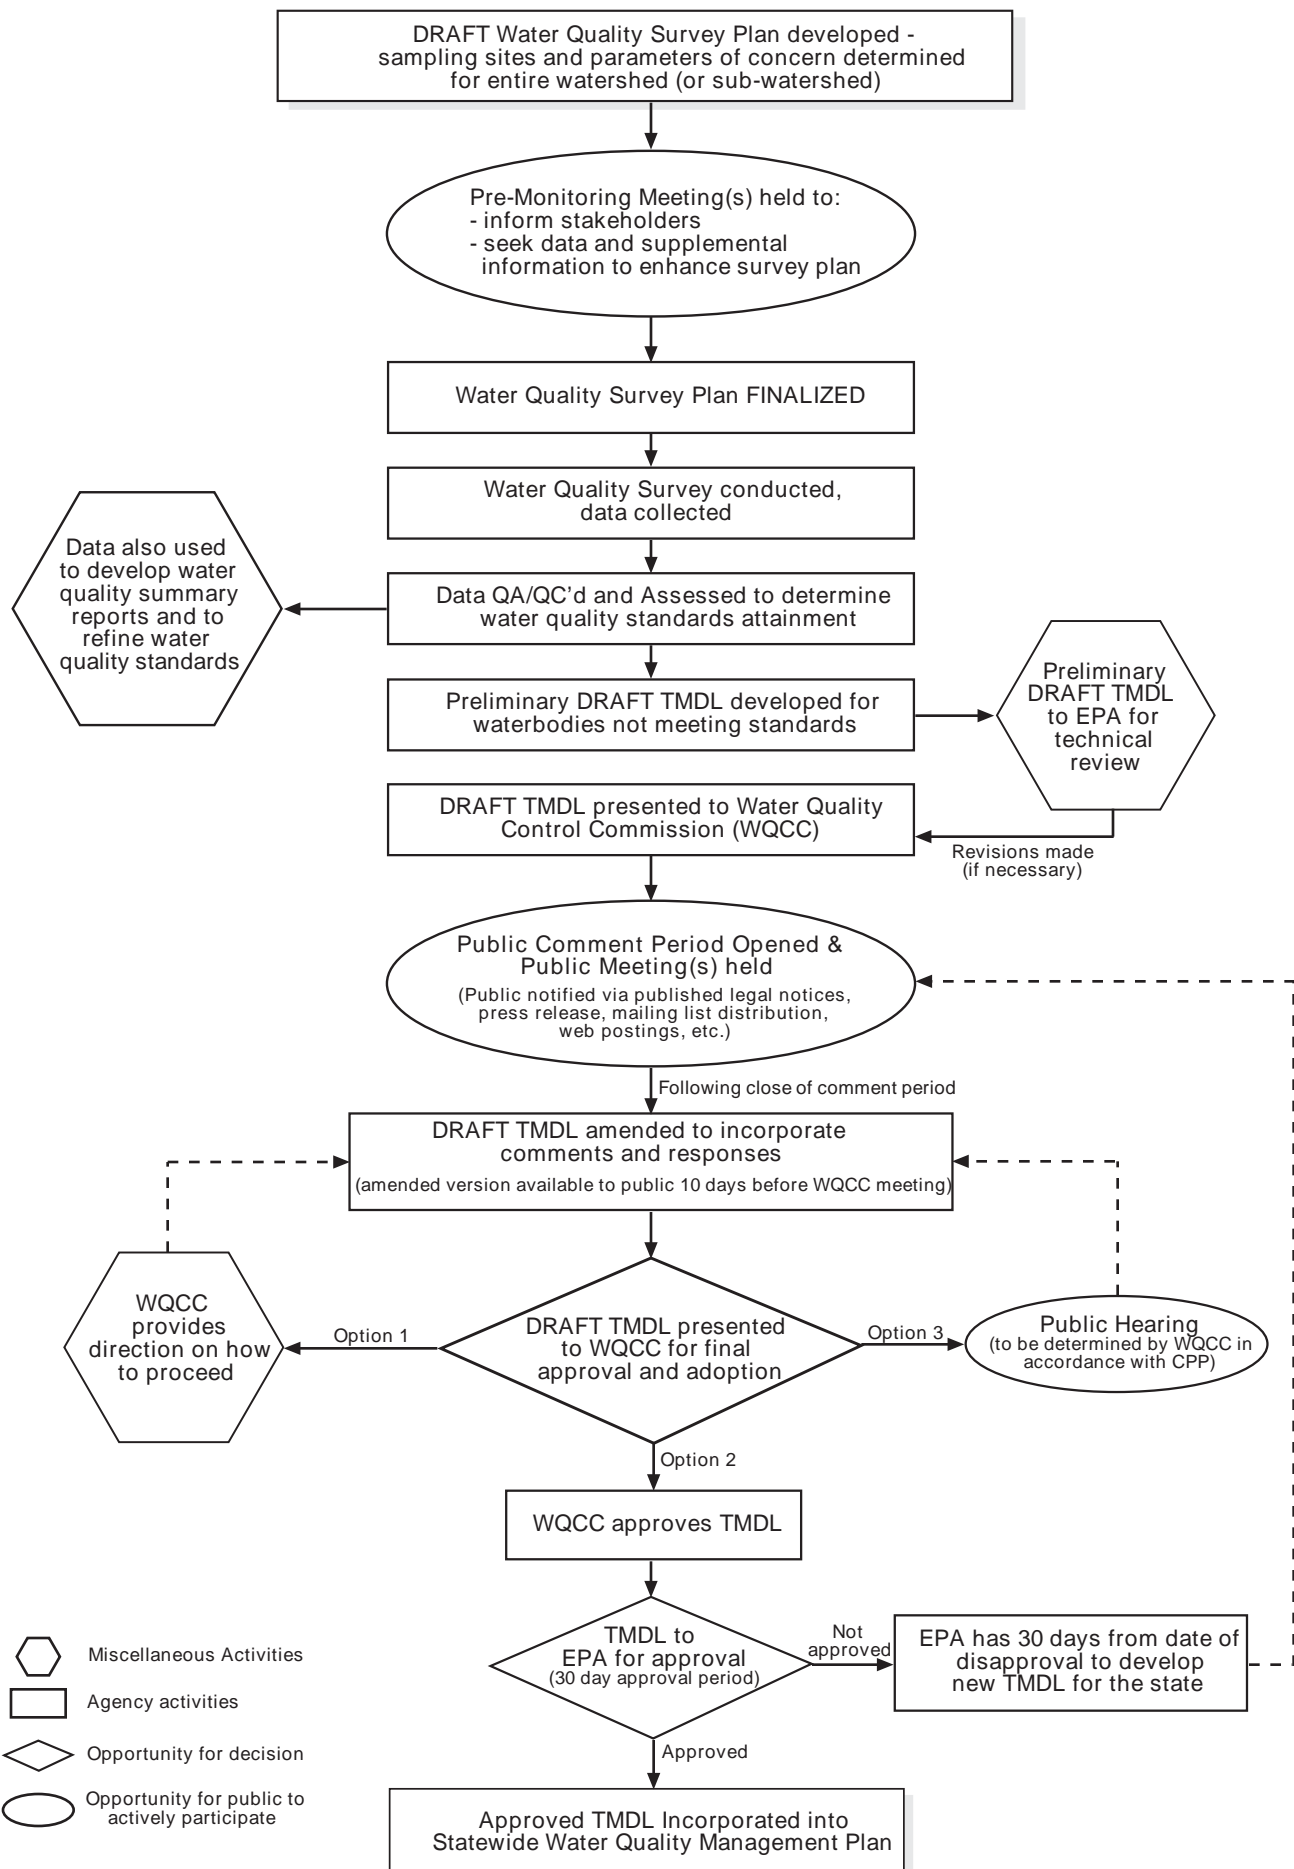 DRAFT Water Quality Survey Plan developed -
sampling sites and parameters of concern determined
for entire watershed (or sub-watershed)
Pre-Monitoring Meeting(s) held to:
- inform stakeholders
- seek data and supplemental
information to enhance survey plan
Water Quality Survey Plan FINALIZED
Water Quality Survey conducted,
data collected
Data also used
to develop water
quality summary
reports and to
refine water
quality standards
Data QA/QC'd and Assessed to determine
water quality standards attainment
Preliminary DRAFT TMDL developed for
waterbodies not meeting standards
Preliminary
DRAFT TMDL
to EPA for
technical
review
DRAFT TMDL presented to Water Quality
Control Commission (WQCC)
Revisions made
(if necessary)
Public Comment Period Opened &
Public Meeting(s) held
(Public notified via published legal notices,
press release, mailing list distribution,
web postings, etc.)
Following close of comment period
DRAFT TMDL amended to incorporate
comments and responses
(amended version available to public 10 days before WQCC meeting)
WQCC
provides
direction on how
to proceed
Option 1
DRAFT TMDL presented
to WQCC for final
approval and adoption
Option 3
Public Hearing
(to be determined by WQCC in
accordance with CPP)
Option 2
WQCC approves TMDL
TMDL to
EPA for approval
(30 day approval period)
Not
approved
EPA has 30 days from date of
disapproval to develop
new TMDL for the state
Approved
Approved TMDL Incorporated into
Statewide Water Quality Management Plan
Miscellaneous Activities
Agency activities
Opportunity for decision
Opportunity for public to
actively participate